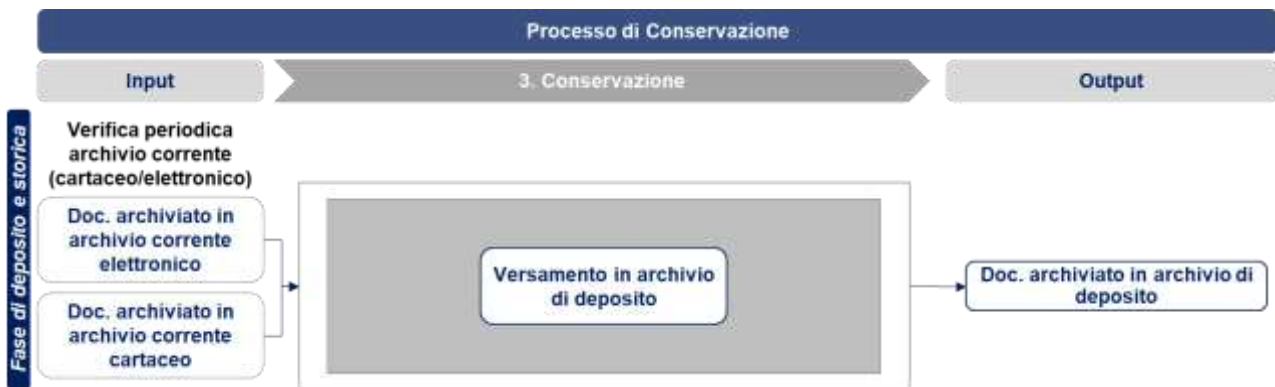 Processo di Conservazione
Input
3. Conservazione
Output
Fase di deposito e storica
Verifica periodica
archivio corrente
(cartaceo/elettronico)
Doc. archiviato in
archivio corrente
elettronico
Doc. archiviato in
archivio corrente
cartaceo
Versamento in archivio
di deposito
Doc. archiviato in archivio di
deposito